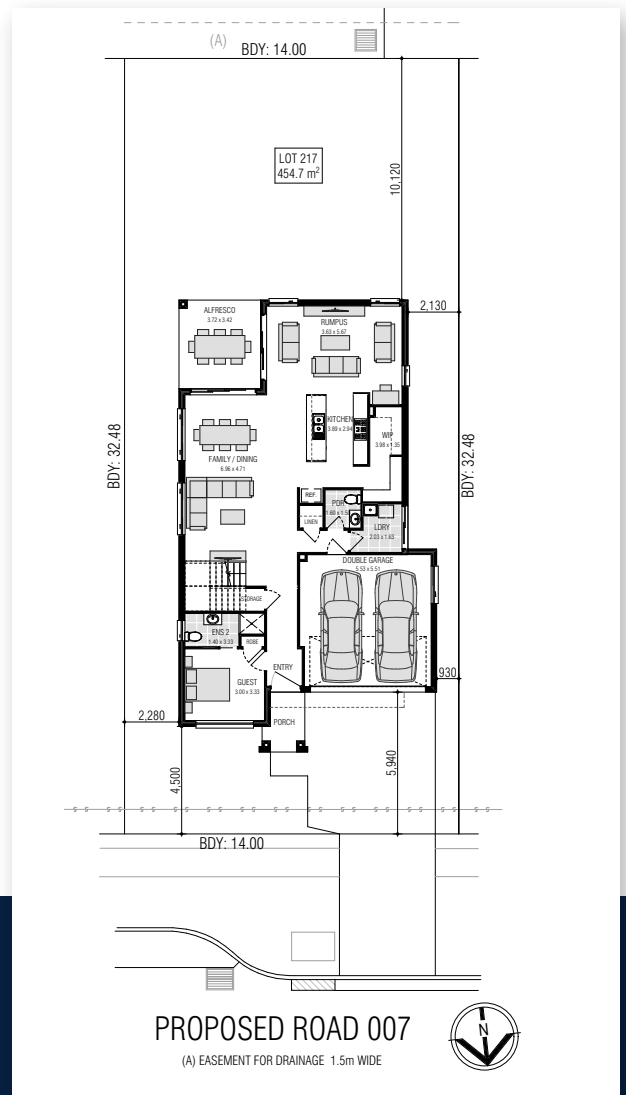 (A)
BDY: 14.00
LOT 217
454.7 m²
10,120
2,130
ALFRESCO
3.72 x 3.42
RUMPUS
3.63 x 5.67
KITCHEN
3.89 x 2.94
WIP
3.98 x 1.35
BDY: 32.48
BDY: 32.48
FAMILY / DINING
6.96 x 4.71
REF.
PDR
LINEN
LDRY
2.03 x 1.63
DOUBLE GARAGE
5.53 x 5.51
STORAGE
ENS 2
1.40 x 3.33
ROBE
ENTRY
GUEST
3.00 x 3.33
930
PORCH
2,280
4,500
5,940
S S S S S S S S S S S S S
BDY: 14.00
PROPOSED ROAD 007
N
(A) EASEMENT FOR DRAINAGE 1.5m WIDE